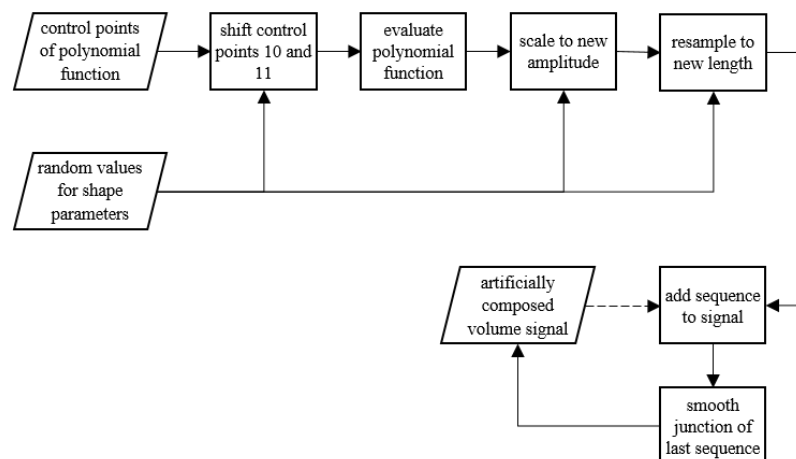 control points
of polynomial
function
shift control
points 10 and
11
evaluate
polynomial
function
scale to new
amplitude
resample to
new length
random values
for shape
parameters
artificially
composed
volume signal
add sequence
to signal
smooth
junction of
last sequence